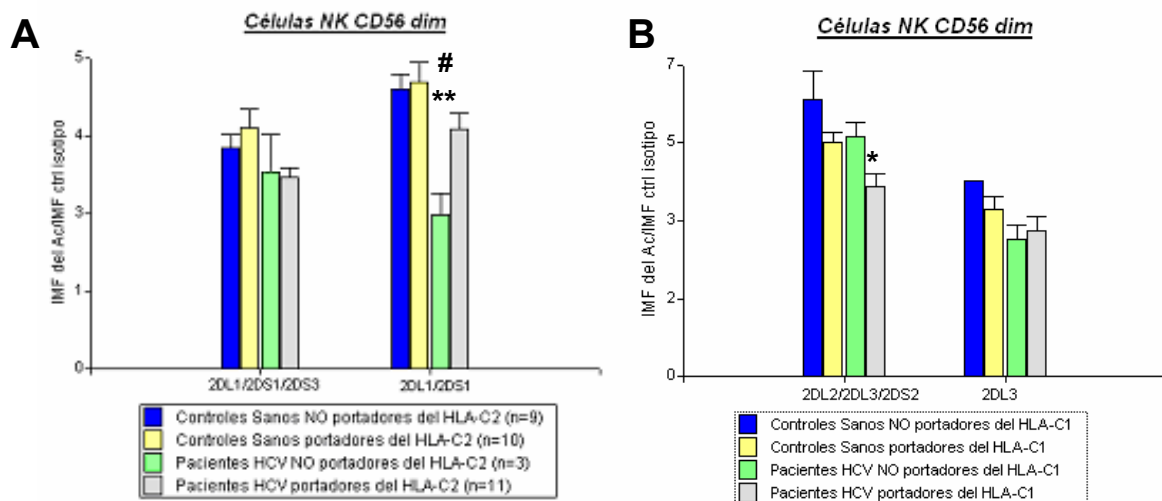 A
Células NK CD56 dim
IMF del Ac/IMF ctrl isotipo
5
4
3
1
0
#
**
2DL1/2DS1/2DS3
2DL1/2DS1
Controles Sanos NO portadores del HLA-C2 (n=9)
Controles Sanos portadores del HLA-C2 (n=10)
Pacientes HCV NO portadores del HLA-C2 (n=3)
Pacientes HCV portadores del HLA-C2 (n=11)
B
Células NK CD56 dim
IMF del Ac/IMF ctrl isotipo
7
5
3
2
0
*
2DL2/2DL3/2DS2
2DL3
Controles Sanos NO portadores del HLA-C1
Controles Sanos portadores del HLA-C1
Pacientes HCV NO portadores del HLA-C1
Pacientes HCV portadores del HLA-C1